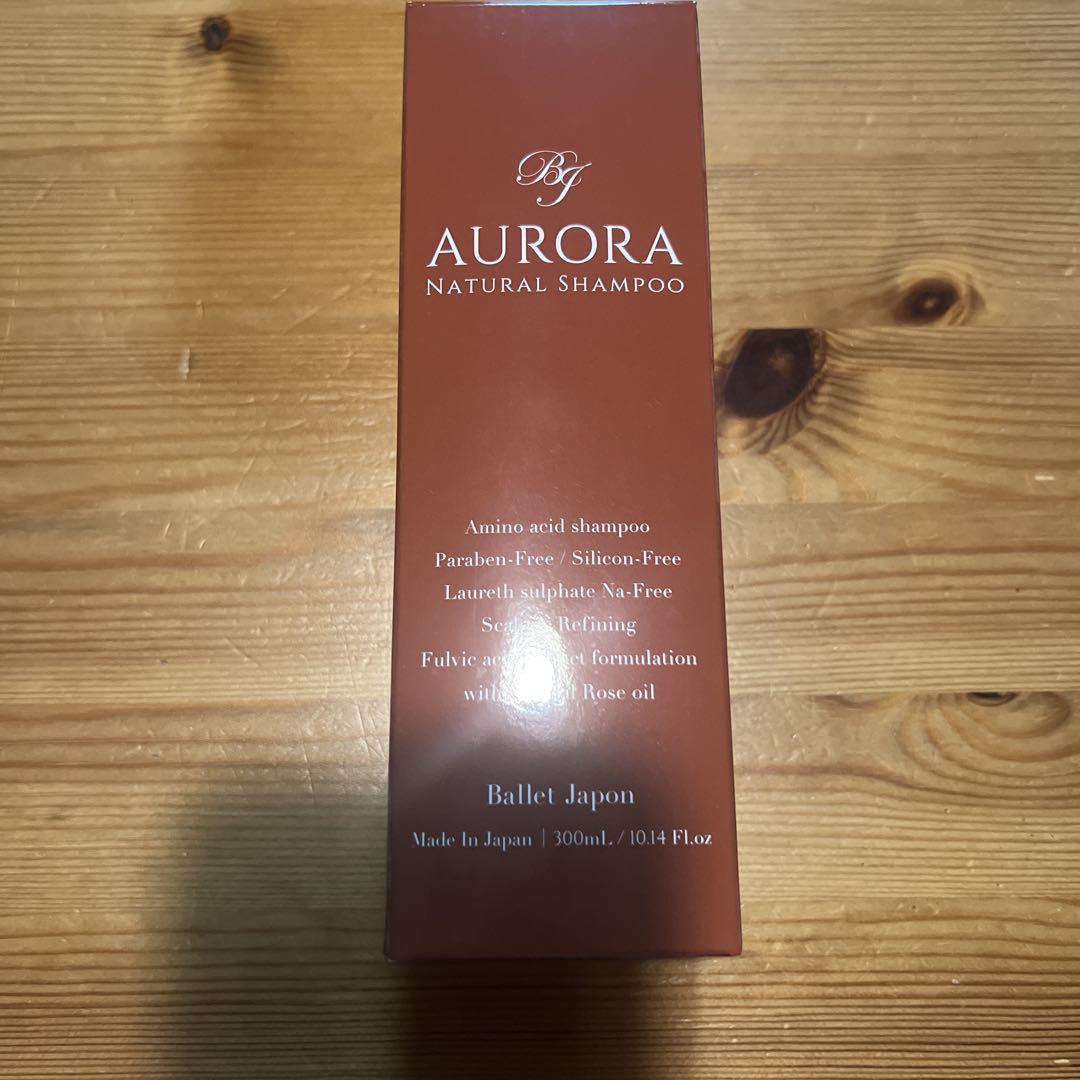 BJ
AURORA
NATURAL SHAMPOO
Amino acid shampoo
Paraben-Free / Silicon-Free
Laureth sulphate Na-Free
Refining
Fulvic formulation
Rose oil
Ballet Japon
Made In Japan | 300mL / 10.14 Fl.oz